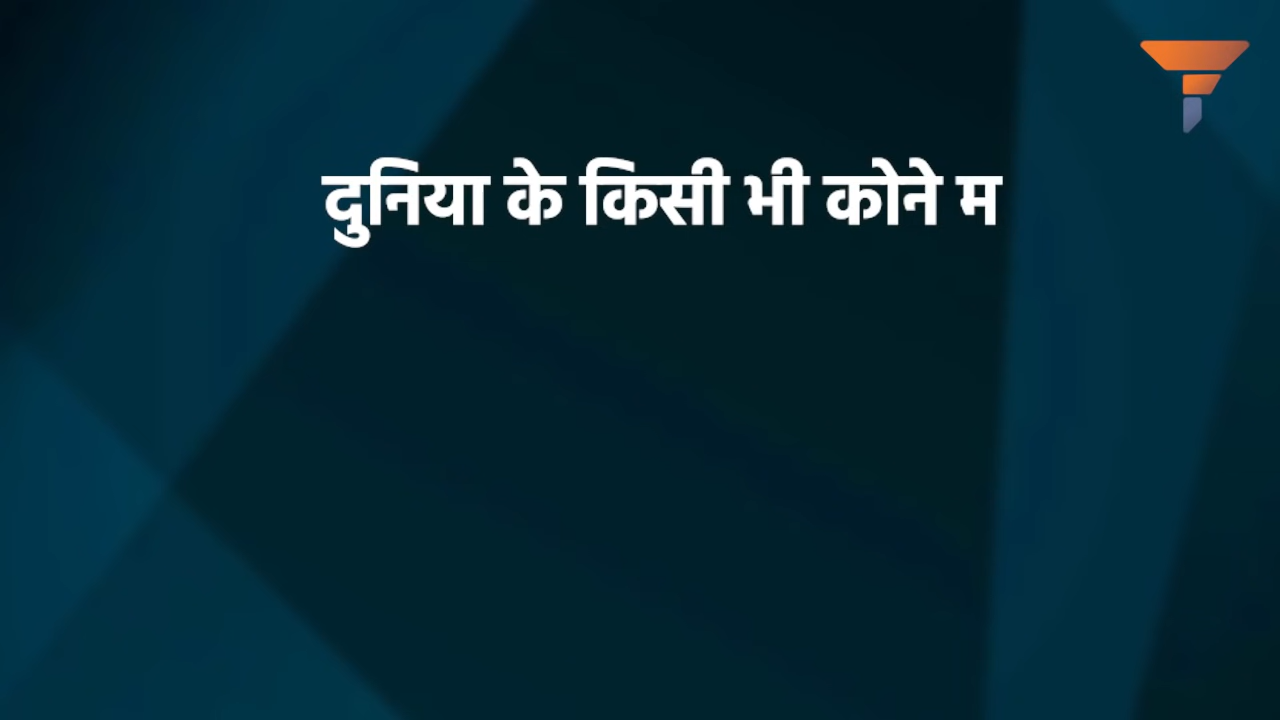 दुनिया के किसी भी कोने म